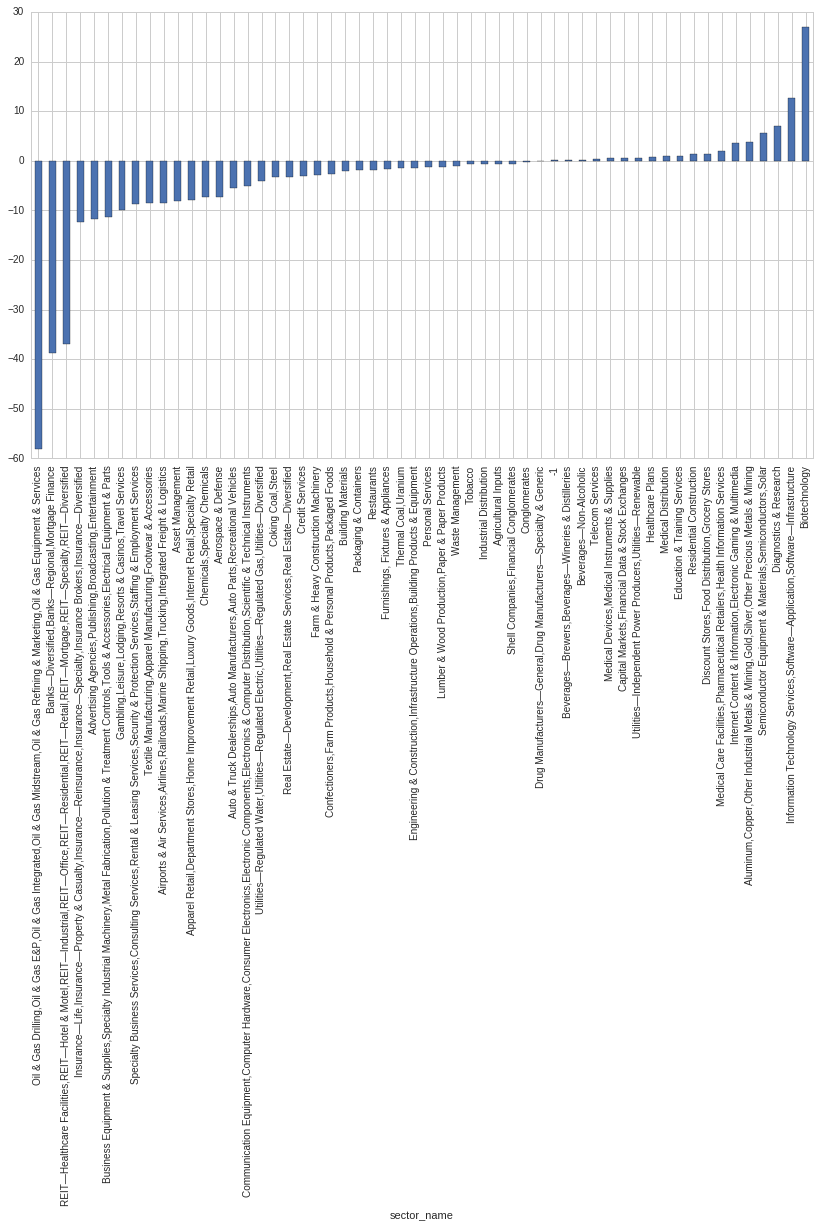 30
20
10
0
−10
−20
−30
−40
−50
−60
Oil & Gas Drilling,Oil & Gas E&P,Oil & Gas Integrated,Oil & Gas Midstream,Oil & Gas Refining & Marketing,Oil & Gas Equipment & Services
Banks—Diversified,Banks—Regional,Mortgage Finance
REIT—Healthcare Facilities,REIT—Hotel & Motel,REIT—Industrial,REIT—Office,REIT—Residential,REIT—Retail,REIT—Mortgage,REIT—Specialty,REIT—Diversified
Insurance—Life,Insurance—Property & Casualty,Insurance—Reinsurance,Insurance—Specialty,Insurance Brokers,Insurance—Diversified
Advertising Agencies,Publishing,Broadcasting,Entertainment
Business Equipment & Supplies,Specialty Industrial Machinery,Metal Fabrication,Pollution & Treatment Controls,Tools & Accessories,Electrical Equipment & Parts
Gambling,Leisure,Lodging,Resorts & Casinos,Travel Services
Specialty Business Services,Consulting Services,Rental & Leasing Services,Security & Protection Services,Staffing & Employment Services
Textile Manufacturing,Apparel Manufacturing,Footwear & Accessories
Airports & Air Services,Airlines,Railroads,Marine Shipping,Trucking,Integrated Freight & Logistics
Asset Management
Apparel Retail,Department Stores,Home Improvement Retail,Luxury Goods,Internet Retail,Specialty Retail
Chemicals,Specialty Chemicals
Aerospace & Defense
Auto & Truck Dealerships,Auto Manufacturers,Auto Parts,Recreational Vehicles
Communication Equipment,Computer Hardware,Consumer Electronics,Electronic Components,Electronics & Computer Distribution,Scientific & Technical Instruments
Utilities—Regulated Water,Utilities—Regulated Electric,Utilities—Regulated Gas,Utilities—Diversified
Coking Coal,Steel
Real Estate—Development,Real Estate Services,Real Estate—Diversified
Credit Services
Farm & Heavy Construction Machinery
Confectioners,Farm Products,Household & Personal Products,Packaged Foods
Building Materials
Packaging & Containers
Restaurants
Furnishings, Fixtures & Appliances
Thermal Coal,Uranium
Engineering & Construction,Infrastructure Operations,Building Products & Equipment
Personal Services
Lumber & Wood Production,Paper & Paper Products
Waste Management
Tobacco
Industrial Distribution
Agricultural Inputs
Shell Companies,Financial Conglomerates
Conglomerates
Drug Manufacturers—General,Drug Manufacturers—Specialty & Generic
-1
Beverages—Brewers,Beverages—Wineries & Distilleries
Beverages—Non-Alcoholic
Telecom Services
Medical Devices,Medical Instruments & Supplies
Capital Markets,Financial Data & Stock Exchanges
Utilities—Independent Power Producers,Utilities—Renewable
Healthcare Plans
Medical Distribution
Education & Training Services
Residential Construction
Discount Stores,Food Distribution,Grocery Stores
Medical Care Facilities,Pharmaceutical Retailers,Health Information Services
Internet Content & Information,Electronic Gaming & Multimedia
Aluminum,Copper,Other Industrial Metals & Mining,Gold,Silver,Other Precious Metals & Mining
Semiconductor Equipment & Materials,Semiconductors,Solar
Diagnostics & Research
Information Technology Services,Software—Application,Software—Infrastructure
Biotechnology
sector_name